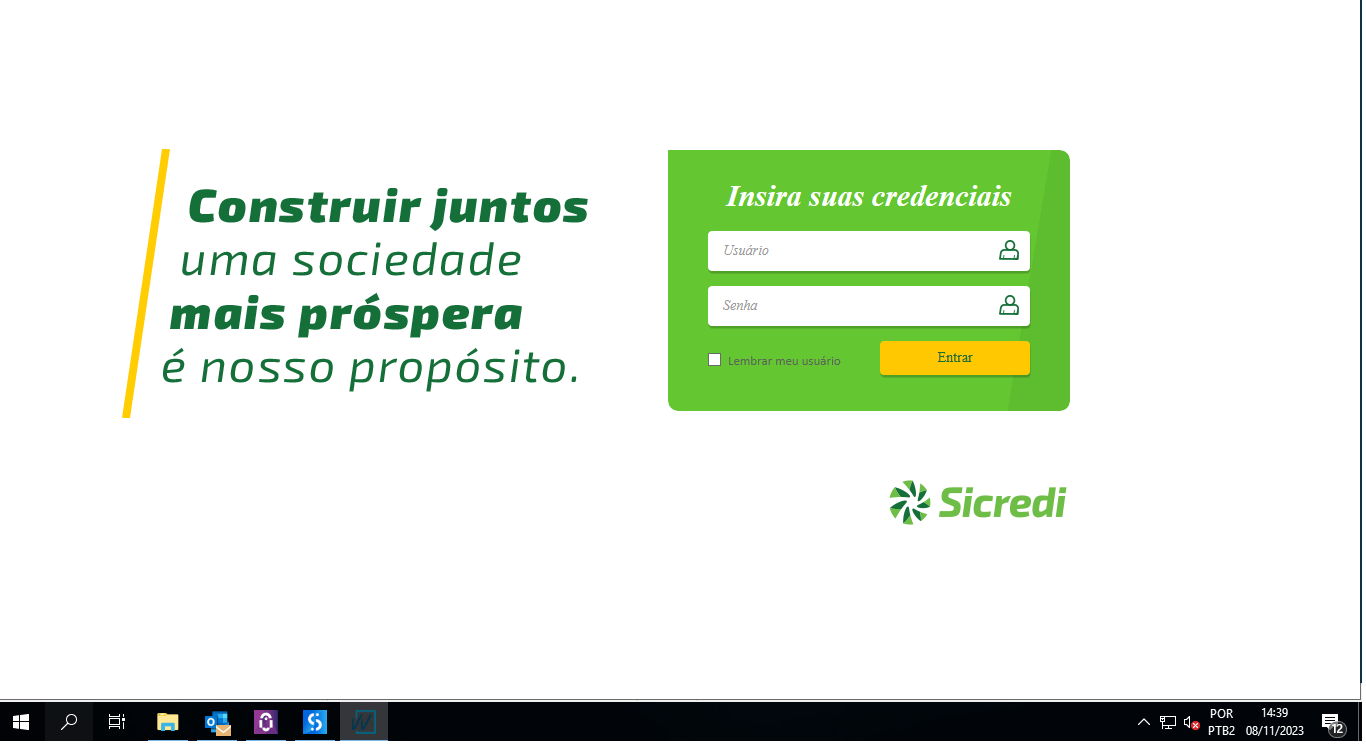 Construir juntos
uma sociedade
mais próspera
é nosso propósito.
Insira suas credenciais
Usuário
Senha
Lembrar meu usuário
Entrar
Sicredi
POR
PTB2
14:39
08/11/2023
12